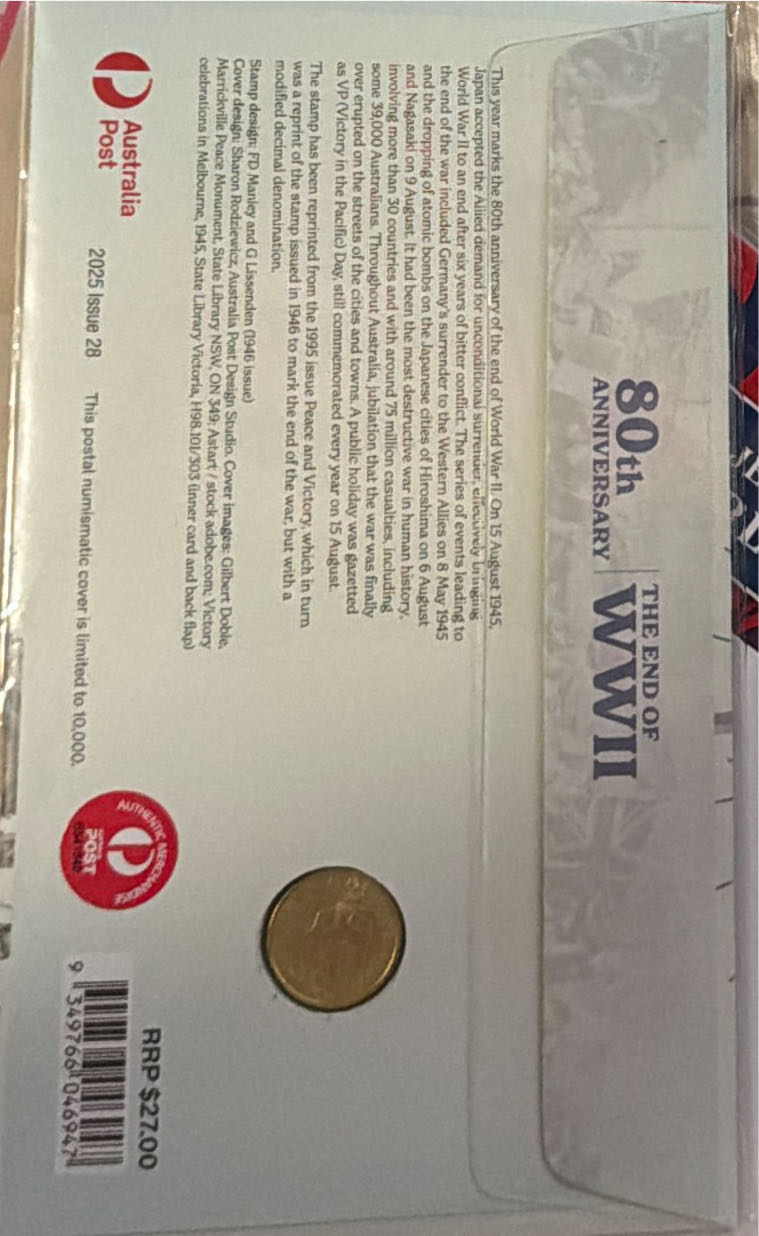 80th
ANNIVERSARY
THE END OF
WWII
This year marks the 80th anniversary of the end of World War II. On 15 August 1945,
Japan accepted the Allied demand for unconditional surrender, effectively bringing
World War II to an end after six years of bitter conflict. The series of events leading to
the end of the war included Germany's surrender to the Western Allies on 8 May 1945
and the dropping of atomic bombs on the Japanese cities of Hiroshima on 6 August
and Nagasaki on 9 August. It had been the most destructive war in human history,
involving more than 30 countries and with around 75 million casualties, including
some 39,000 Australians. Throughout Australia, jubilation that the war was finally
over erupted on the streets of the cities and towns. A public holiday was gazetted
as VP (Victory in the Pacific) Day, still commemorated every year on 15 August.
The stamp has been reprinted from the 1995 issue Peace and Victory, which in turn
was a reprint of the stamp issued in 1946 to mark the end of the war, but with a
modified decimal denomination.
Stamp design: FD Manley and G Lissenden (1946 issue)
Cover design: Sharon Rodziewicz, Australia Post Design Studio. Cover images: Gilbert Doble,
Marrickville Peace Monument, State Library NSW, ON 349; Astart / stock.adobe.com; Victory
celebrations in Melbourne, 1945, State Library Victoria, H98.101/303 (inner card and back flap)
Australia
Post
2025 Issue 28
This postal numismatic cover is limited to 10,000.
AUTHENTIC MERCHANDISE
POST
RRP $27.00
9 349766 046947